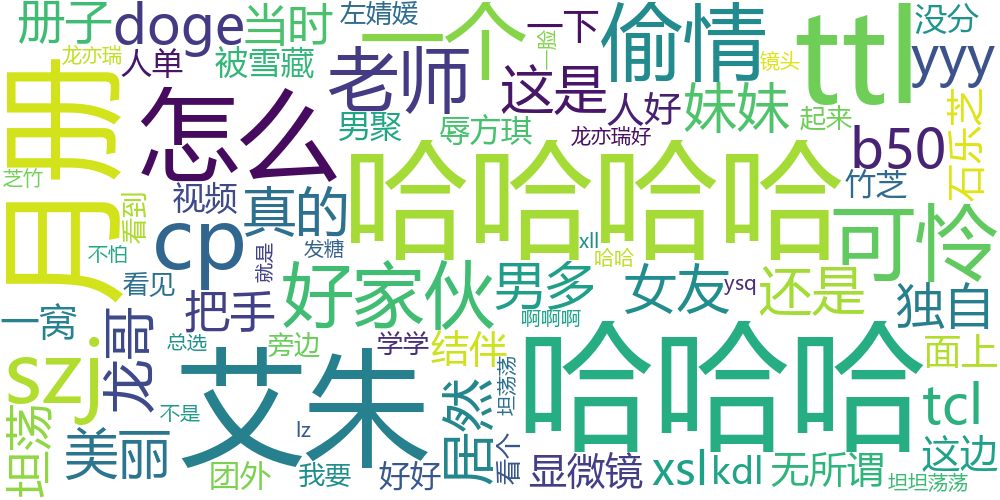 册子
doge
当时
左婧媛
一个
偷情
ttl
没分
yyy
龙亦瑞
人单
被雪藏
老师
一脸
一下
这是
人好
妹妹
镜头
起来
b50
石乐芝
月册
怎么
男聚
辱方琪
龙亦瑞好
竹芝
芝竹
看到
视频
真的
哈哈哈哈
可怜
不怕
cp
发糖
就是
xll
哈哈
看见
把手
好家伙
男多
女友
ysq
还是
独自
一窝
龙哥
总选
旁边
学学
结伴
啊啊啊
哈哈哈
面上
szj
艾朱
坦荡荡
tcl
坦荡
美丽
不是
lz
居然
看个
这边
团外
我要
好好
显微镜
xsl
kdl
无所谓
坦坦荡荡